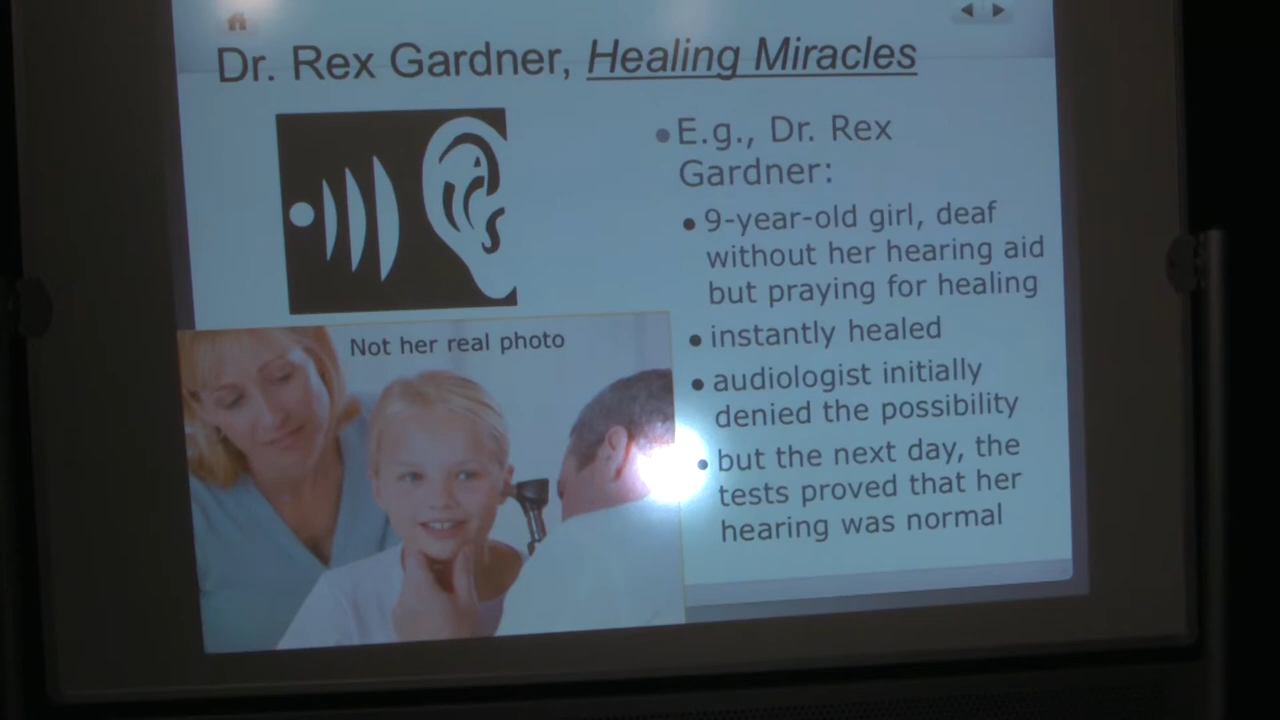 Dr. Rex Gardner, Healing Miracles
Not her real photo
•E.g., Dr. Rex
Gardner:
•9-year-old girl, deaf
without her hearing aid
but praying for healing
•instantly healed
•audiologist initially
denied the possibility
•but the next day, the
tests proved that her
hearing was normal